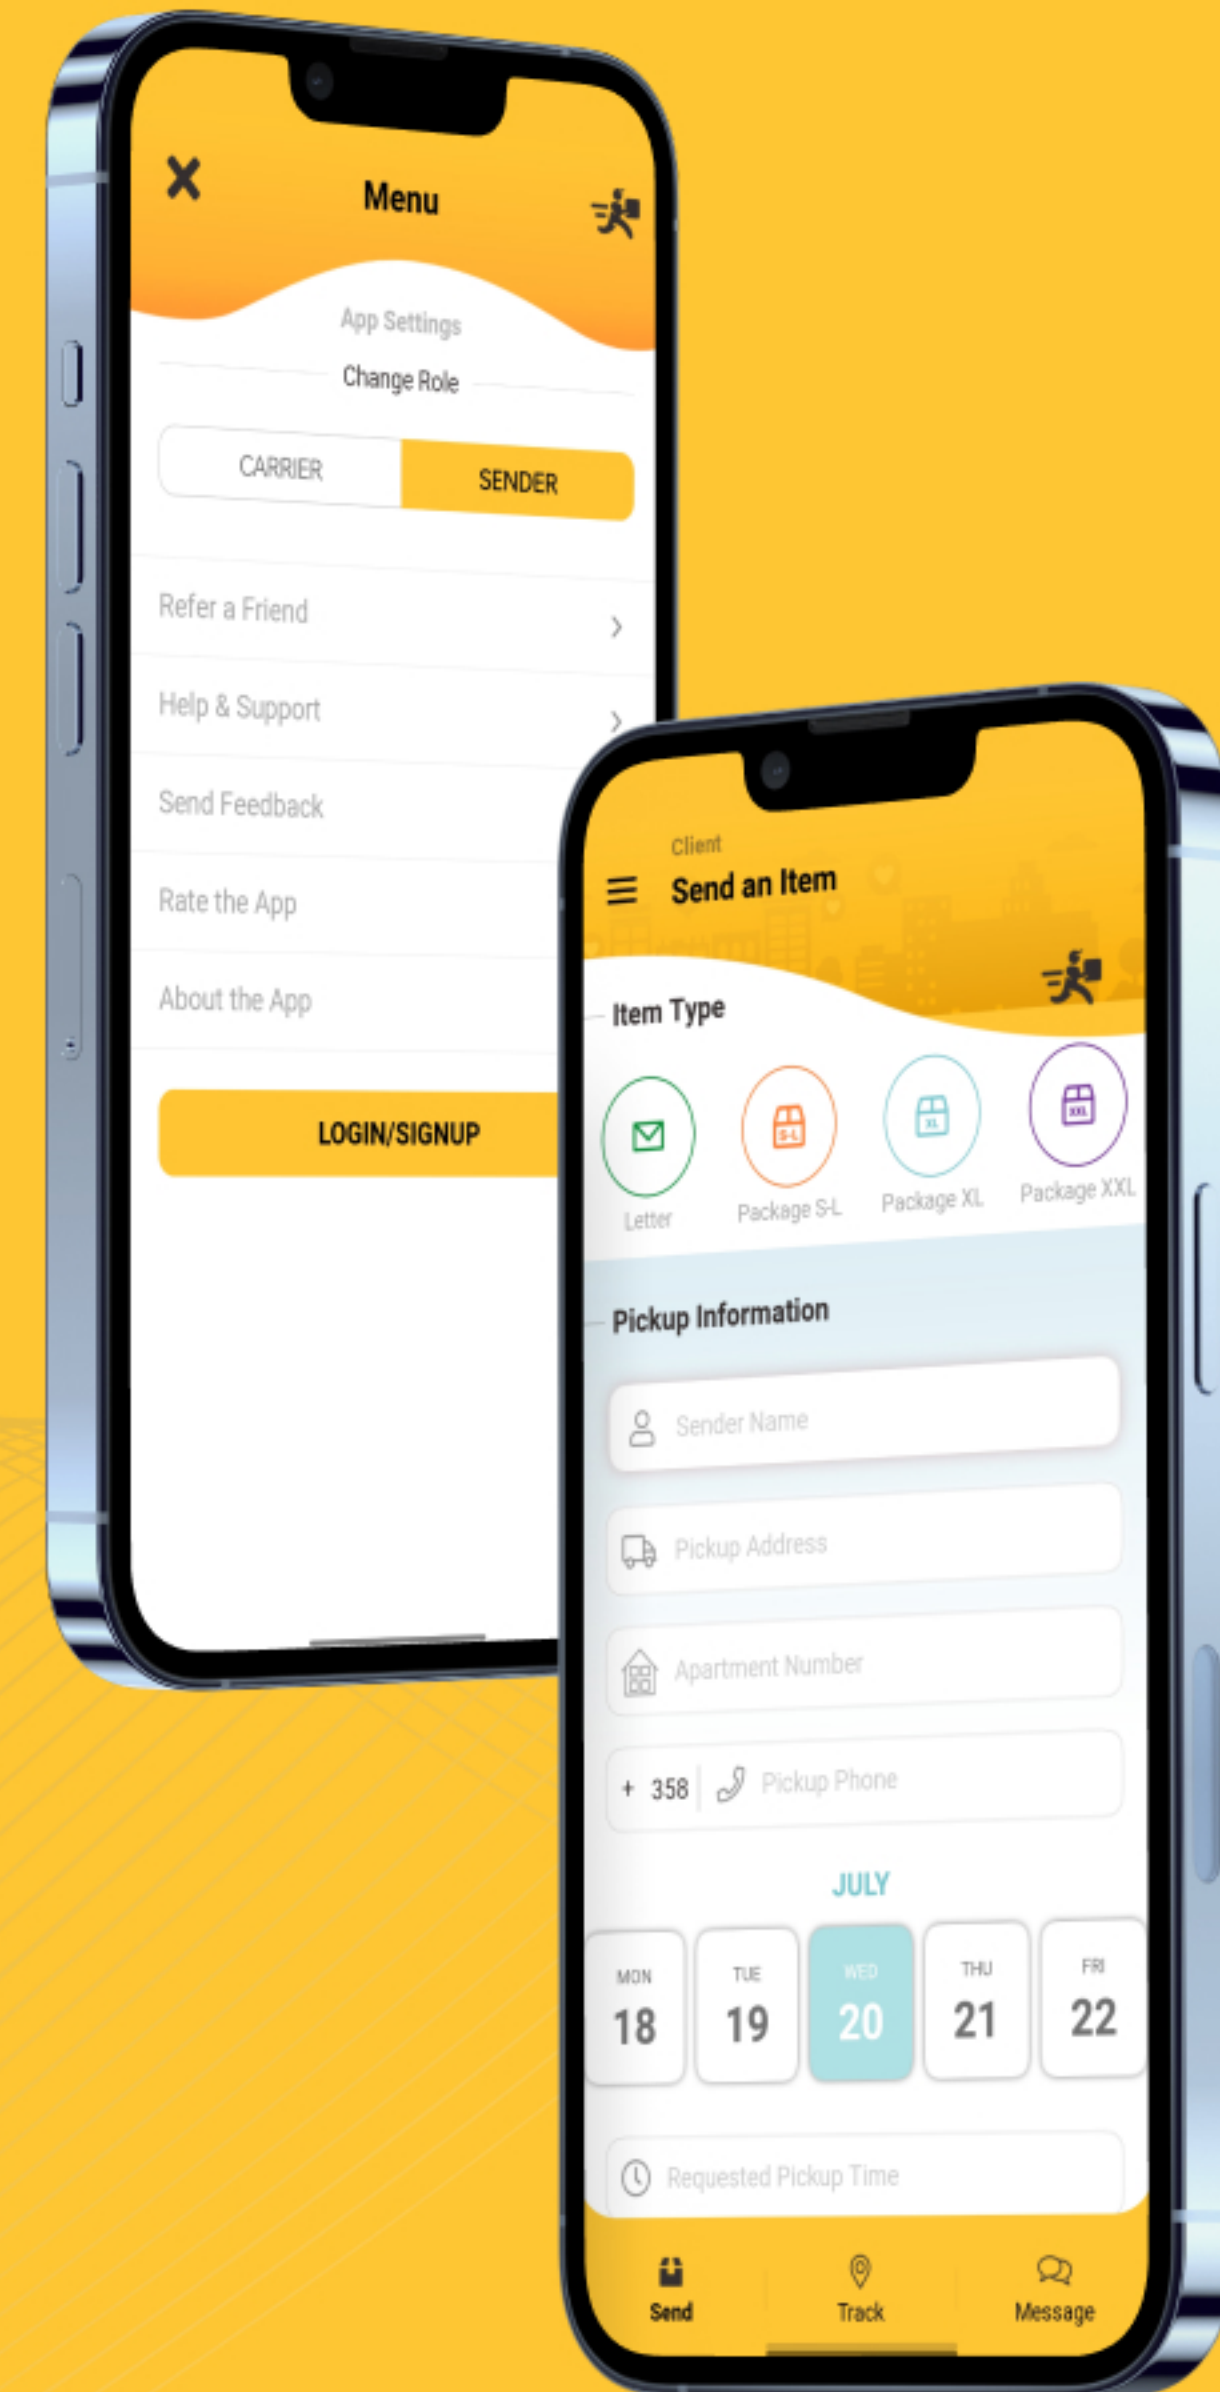 Menu
App Settings
Change Role
CARRIER
SENDER
Refer a Friend
Help & Support
Send Feedback
Rate the App
About the App
LOGIN/SIGNUP
Client
Send an Item
Item Type
S-L
XL
XXL
Letter
Package S-L
Package XL
Package XXL
Pickup Information
Sender Name
Pickup Address
Apartment Number
+ 358 Pickup Phone
JULY
MON
TUE
WED
THU
FRI
18
19
20
21
22
Requested Pickup Time
Send
Track
Message